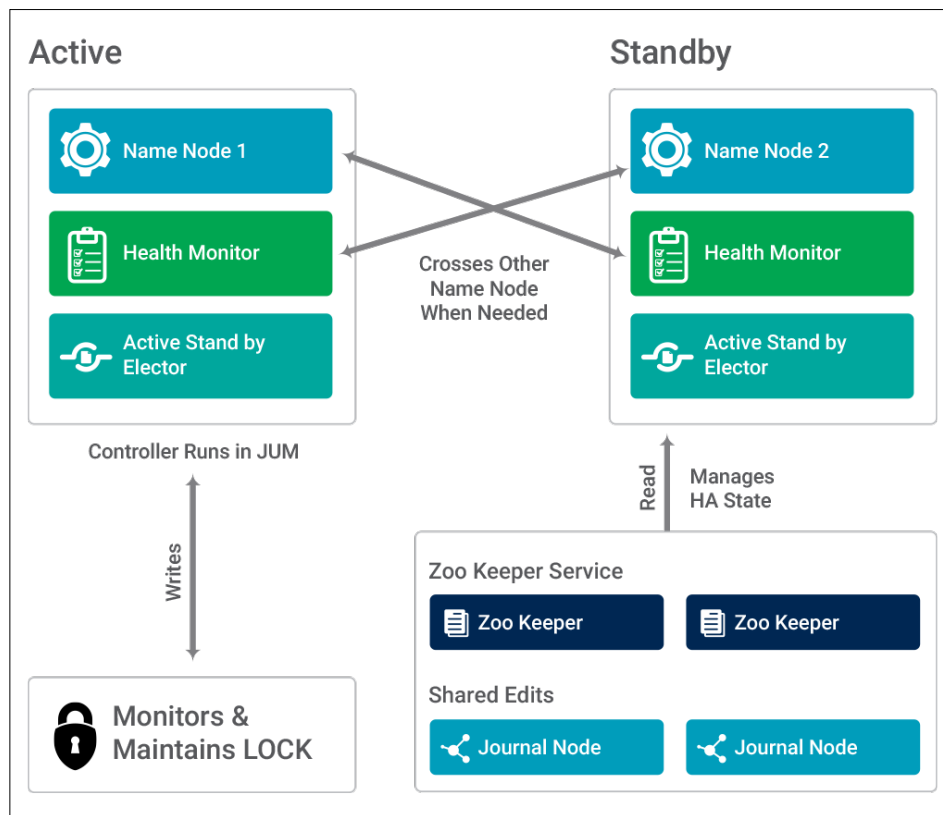 Active
Standby
Name Node 1
Name Node 2
Health Monitor
Health Monitor
Crosses Other
Name Node
When Needed
Active Stand by
Elector
Active Stand by
Elector
Controller Runs in JUM
Writes
Read
Manages
HA State
Zoo Keeper Service
Zoo Keeper
Zoo Keeper
Shared Edits
Journal Node
Journal Node
Monitors &
Maintains LOCK